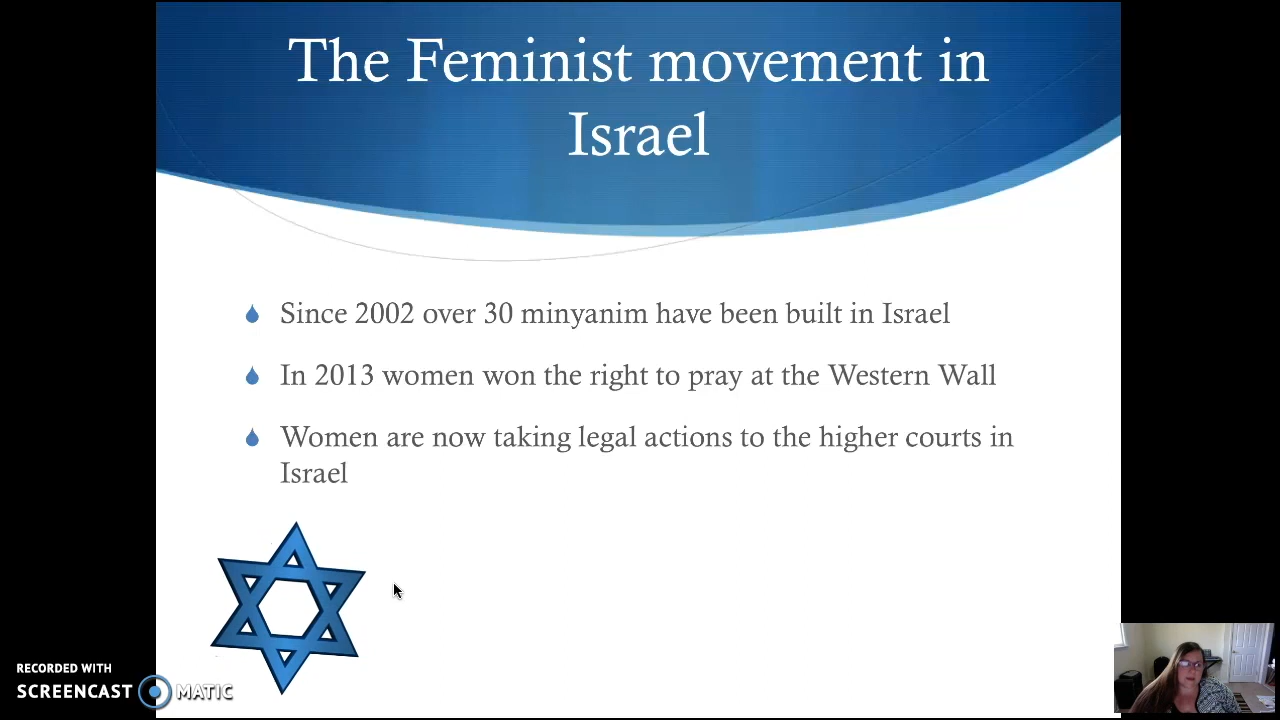 The Feminist movement in
Israel
Since 2002 over 30 minyanim have been built in Israel
In 2013 women won the right to pray at the Western Wall
Women are now taking legal actions to the higher courts in
Israel
RECORDED WITH
SCREENCAST MATIC